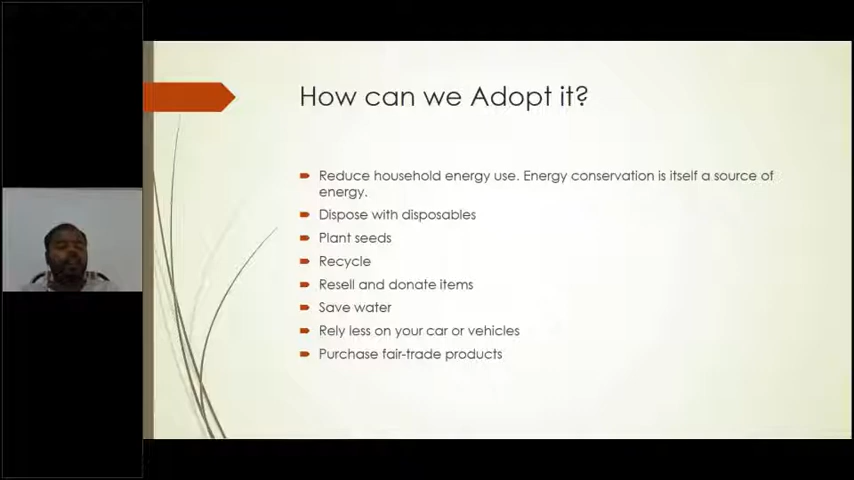 How can we Adopt it?
Reduce household energy use. Energy conservation is itself a source of
energy.
Dispose with disposables
Plant seeds
Recycle
Resell and donate items
Save water
Rely less on your car or vehicles
Purchase fair-trade products